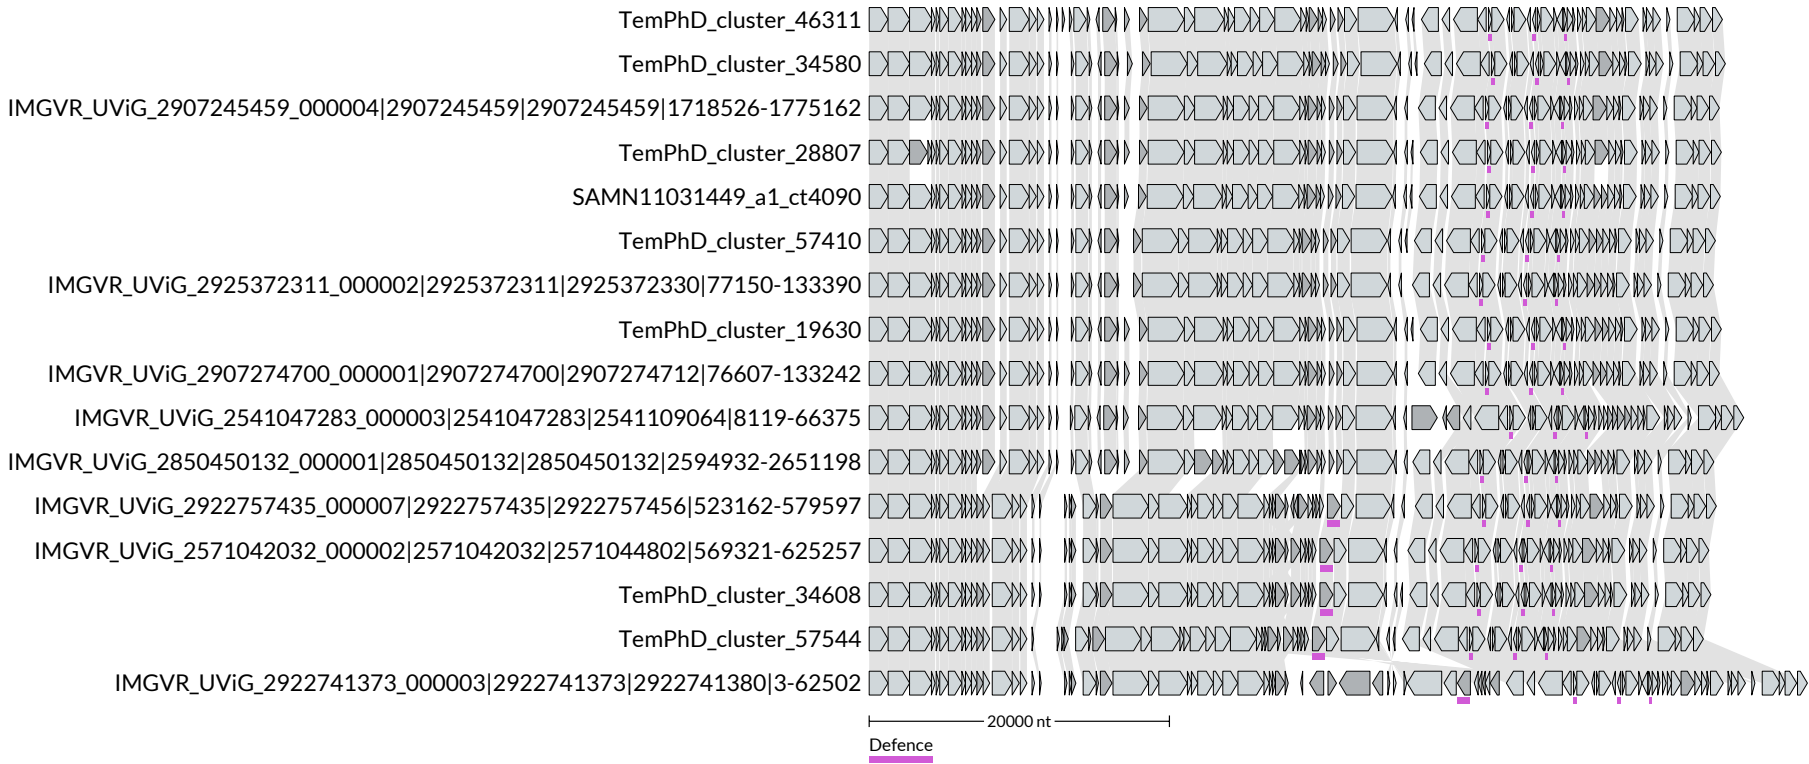 TemPhD_cluster_46311
TemPhD_cluster_34580
IMGVR_UViG_2907245459_000004|2907245459|2907245459|1718526-1775162
TemPhD_cluster_28807
SAMN11031449_a1_ct4090
TemPhD_cluster_57410
IMGVR_UViG_2925372311_000002|2925372311|2925372330|77150-133390
TemPhD_cluster_19630
IMGVR_UViG_2907274700_000001|2907274700|2907274712|76607-133242
IMGVR_UViG_2541047283_000003|2541047283|2541109064|8119-66375
IMGVR_UViG_2850450132_000001|2850450132|2850450132|2594932-2651198
IMGVR_UViG_2922757435_000007|2922757435|2922757456|523162-579597
IMGVR_UViG_2571042032_000002|2571042032|2571044802|569321-625257
TemPhD_cluster_34608
TemPhD_cluster_57544
IMGVR_UViG_2922741373_000003|2922741373|2922741380|3-62502
20000 nt
Defence